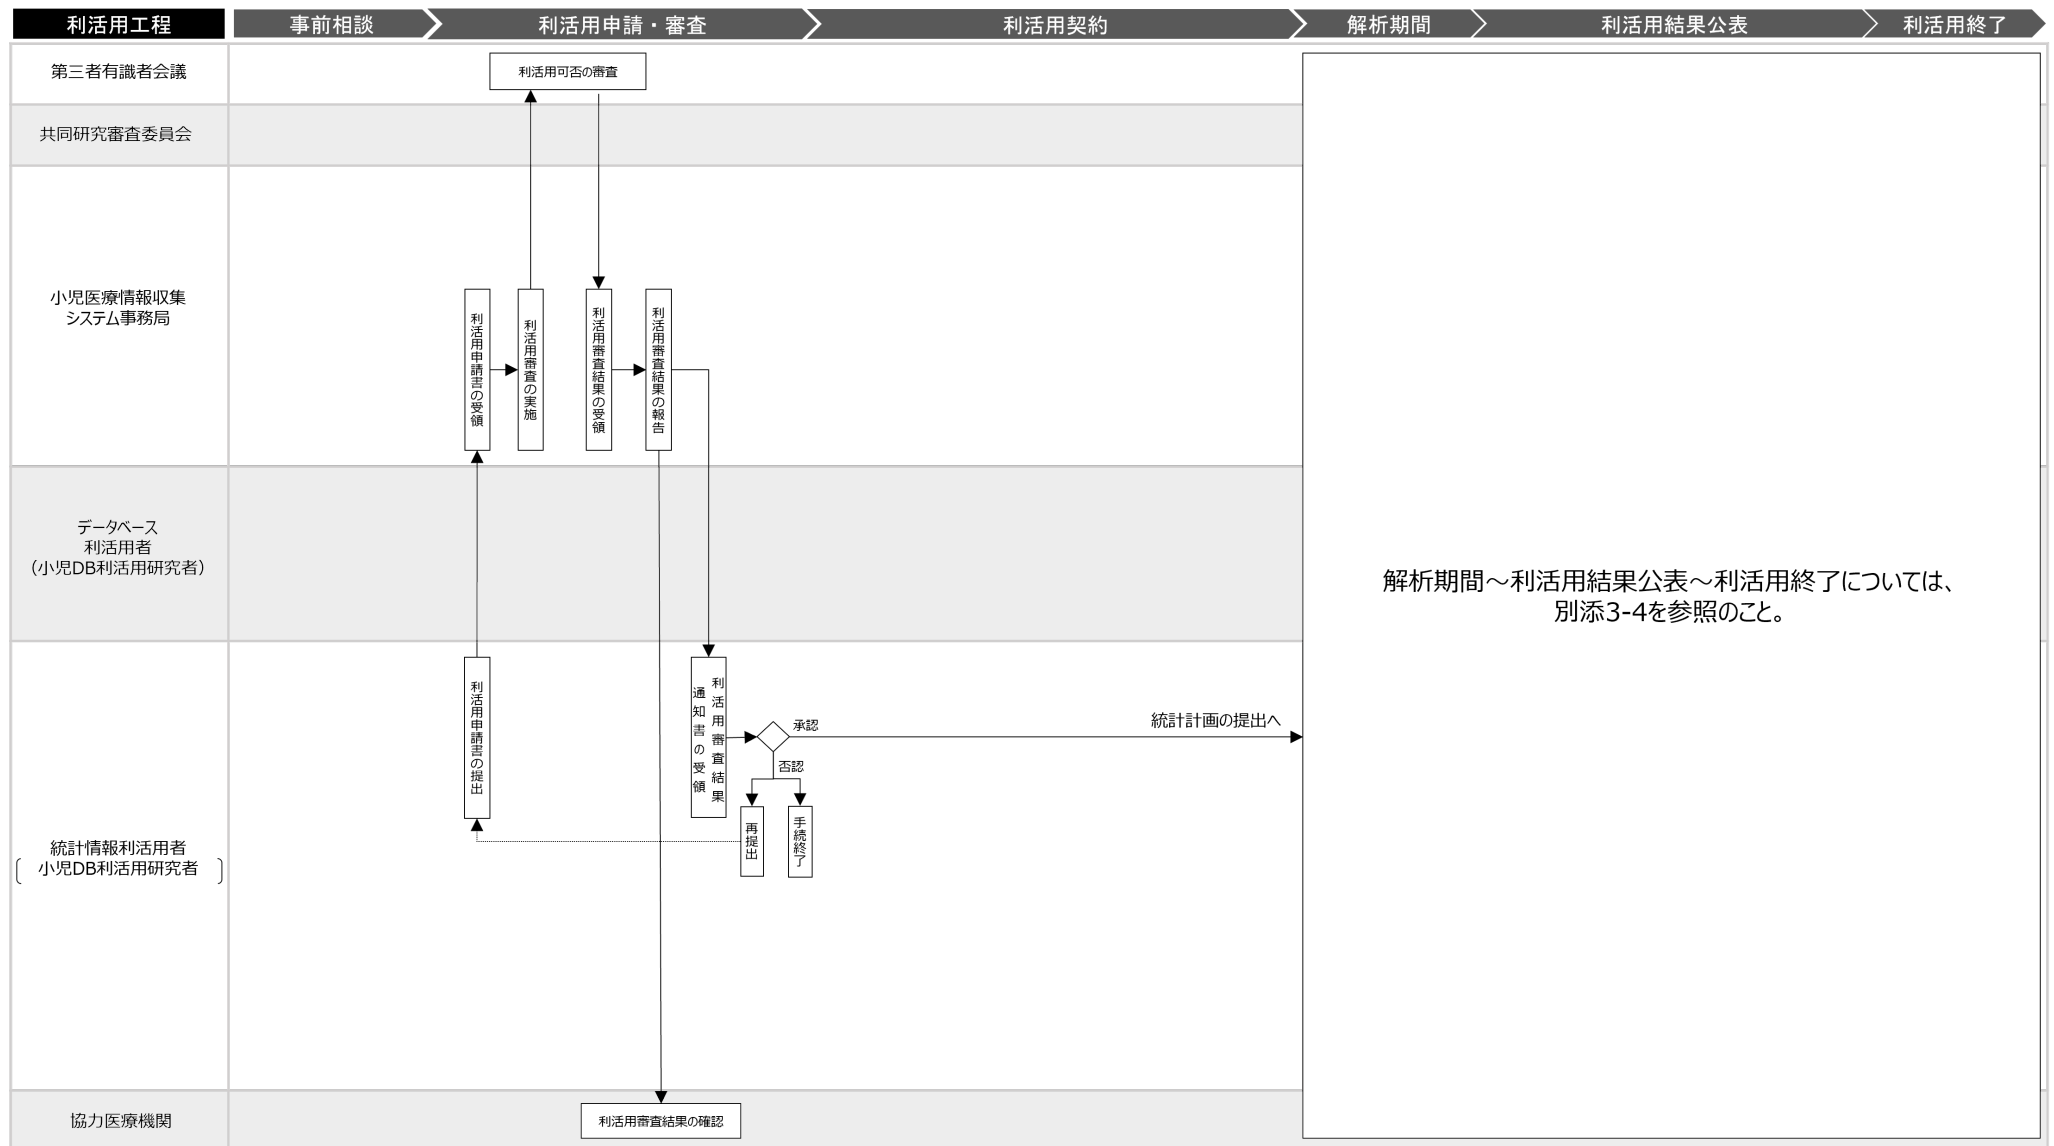 利活用工程
事前相談
利活用申請・審査
利活用契約
解析期間
利活用結果公表
利活用終了
第三者有識者会議
利活用可否の審査
共同研究審査委員会
小児医療情報収集
システム事務局
利活用申請書の受領
利活用審査の実施
利活用審査結果の受領
利活用審査結果の報告
データベース
利活用者
（小児DB利活用研究者）
解析期間～利活用結果公表～利活用終了については、
別添3-4を参照のこと。
統計情報利活用者
小児DB利活用研究者
利活用申請書の提出
利活用審査結果
通知書の受領
承認
統計計画の提出へ
否認
再提出
手続終了
協力医療機関
利活用審査結果の確認